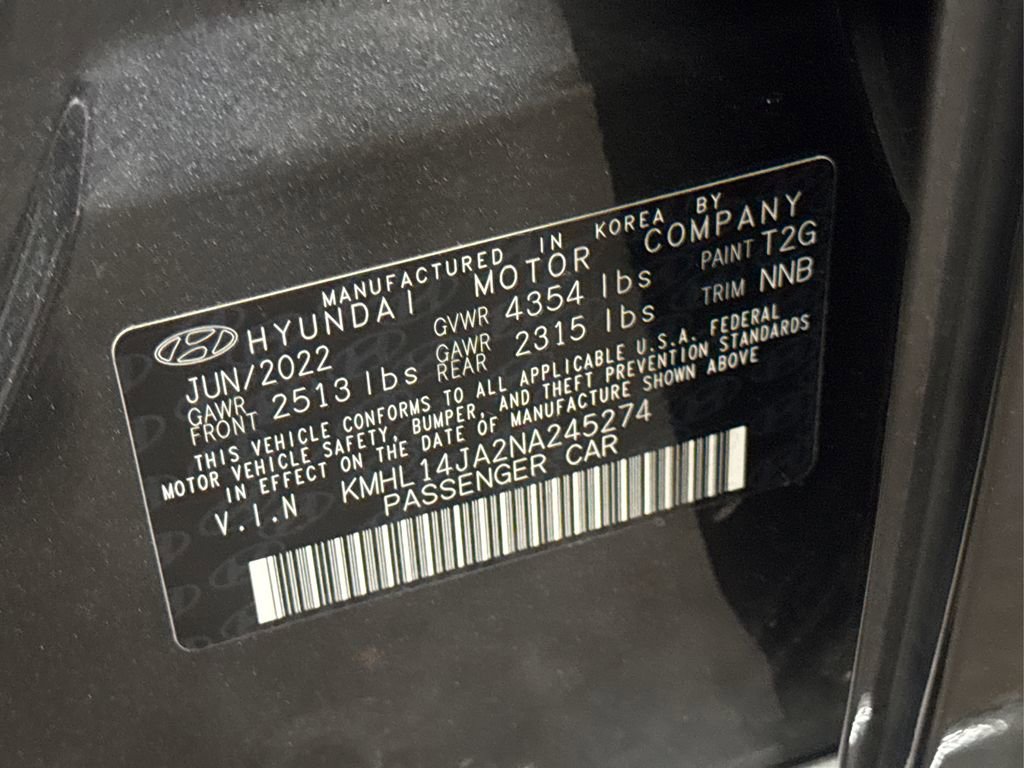 MANUFACTURED IN KOREA BY
HYUNDAI MOTOR COMPANY
JUN/2022 GVWR 4354 lbs PAINT T2G
GAWR FRONT 2513 lbs GAWR REAR 2315 lbs TRIM NNB
THIS VEHICLE CONFORMS TO ALL APPLICABLE U.S.A. FEDERAL
MOTOR VEHICLE SAFETY, BUMPER, AND THEFT PREVENTION STANDARDS
IN EFFECT ON THE DATE OF MANUFACTURE SHOWN ABOVE
V.I.N KMHL14JA2NA245274
PASSENGER CAR